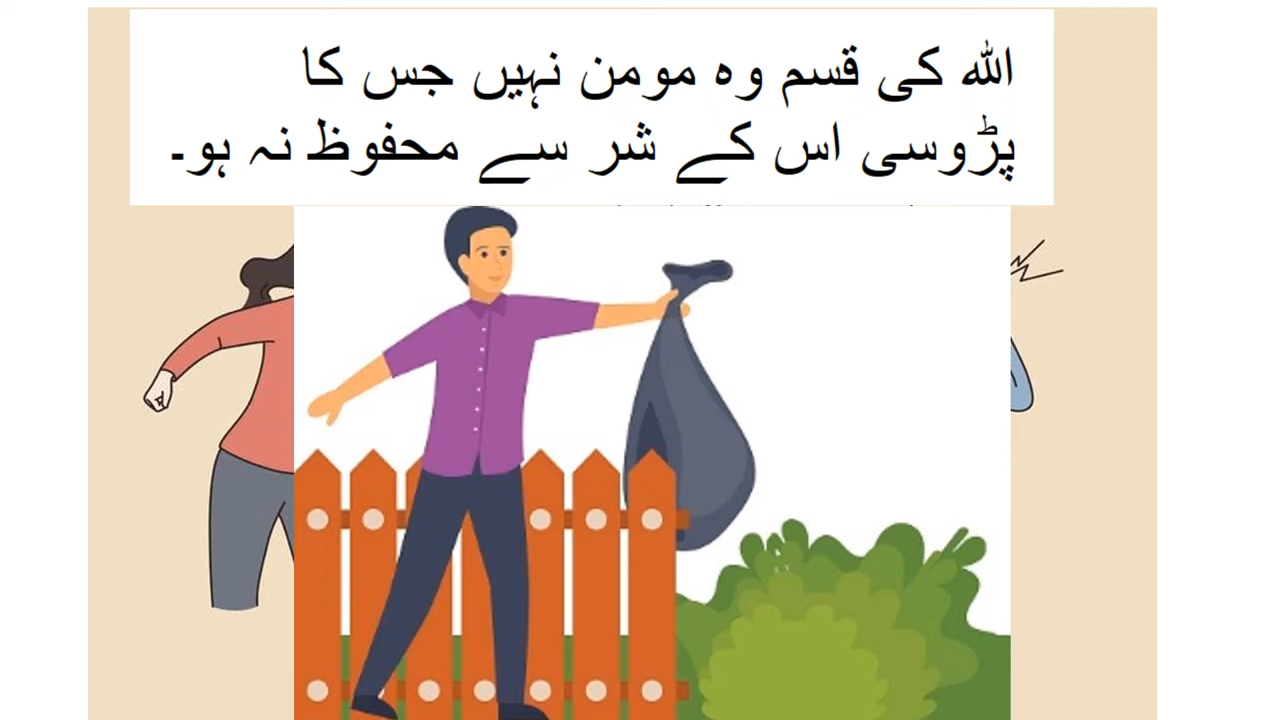 اللہ کی قسم وہ مومن نہیں جس کا
پڑوسی اس کے شر سے محفوظ نہ ہو۔